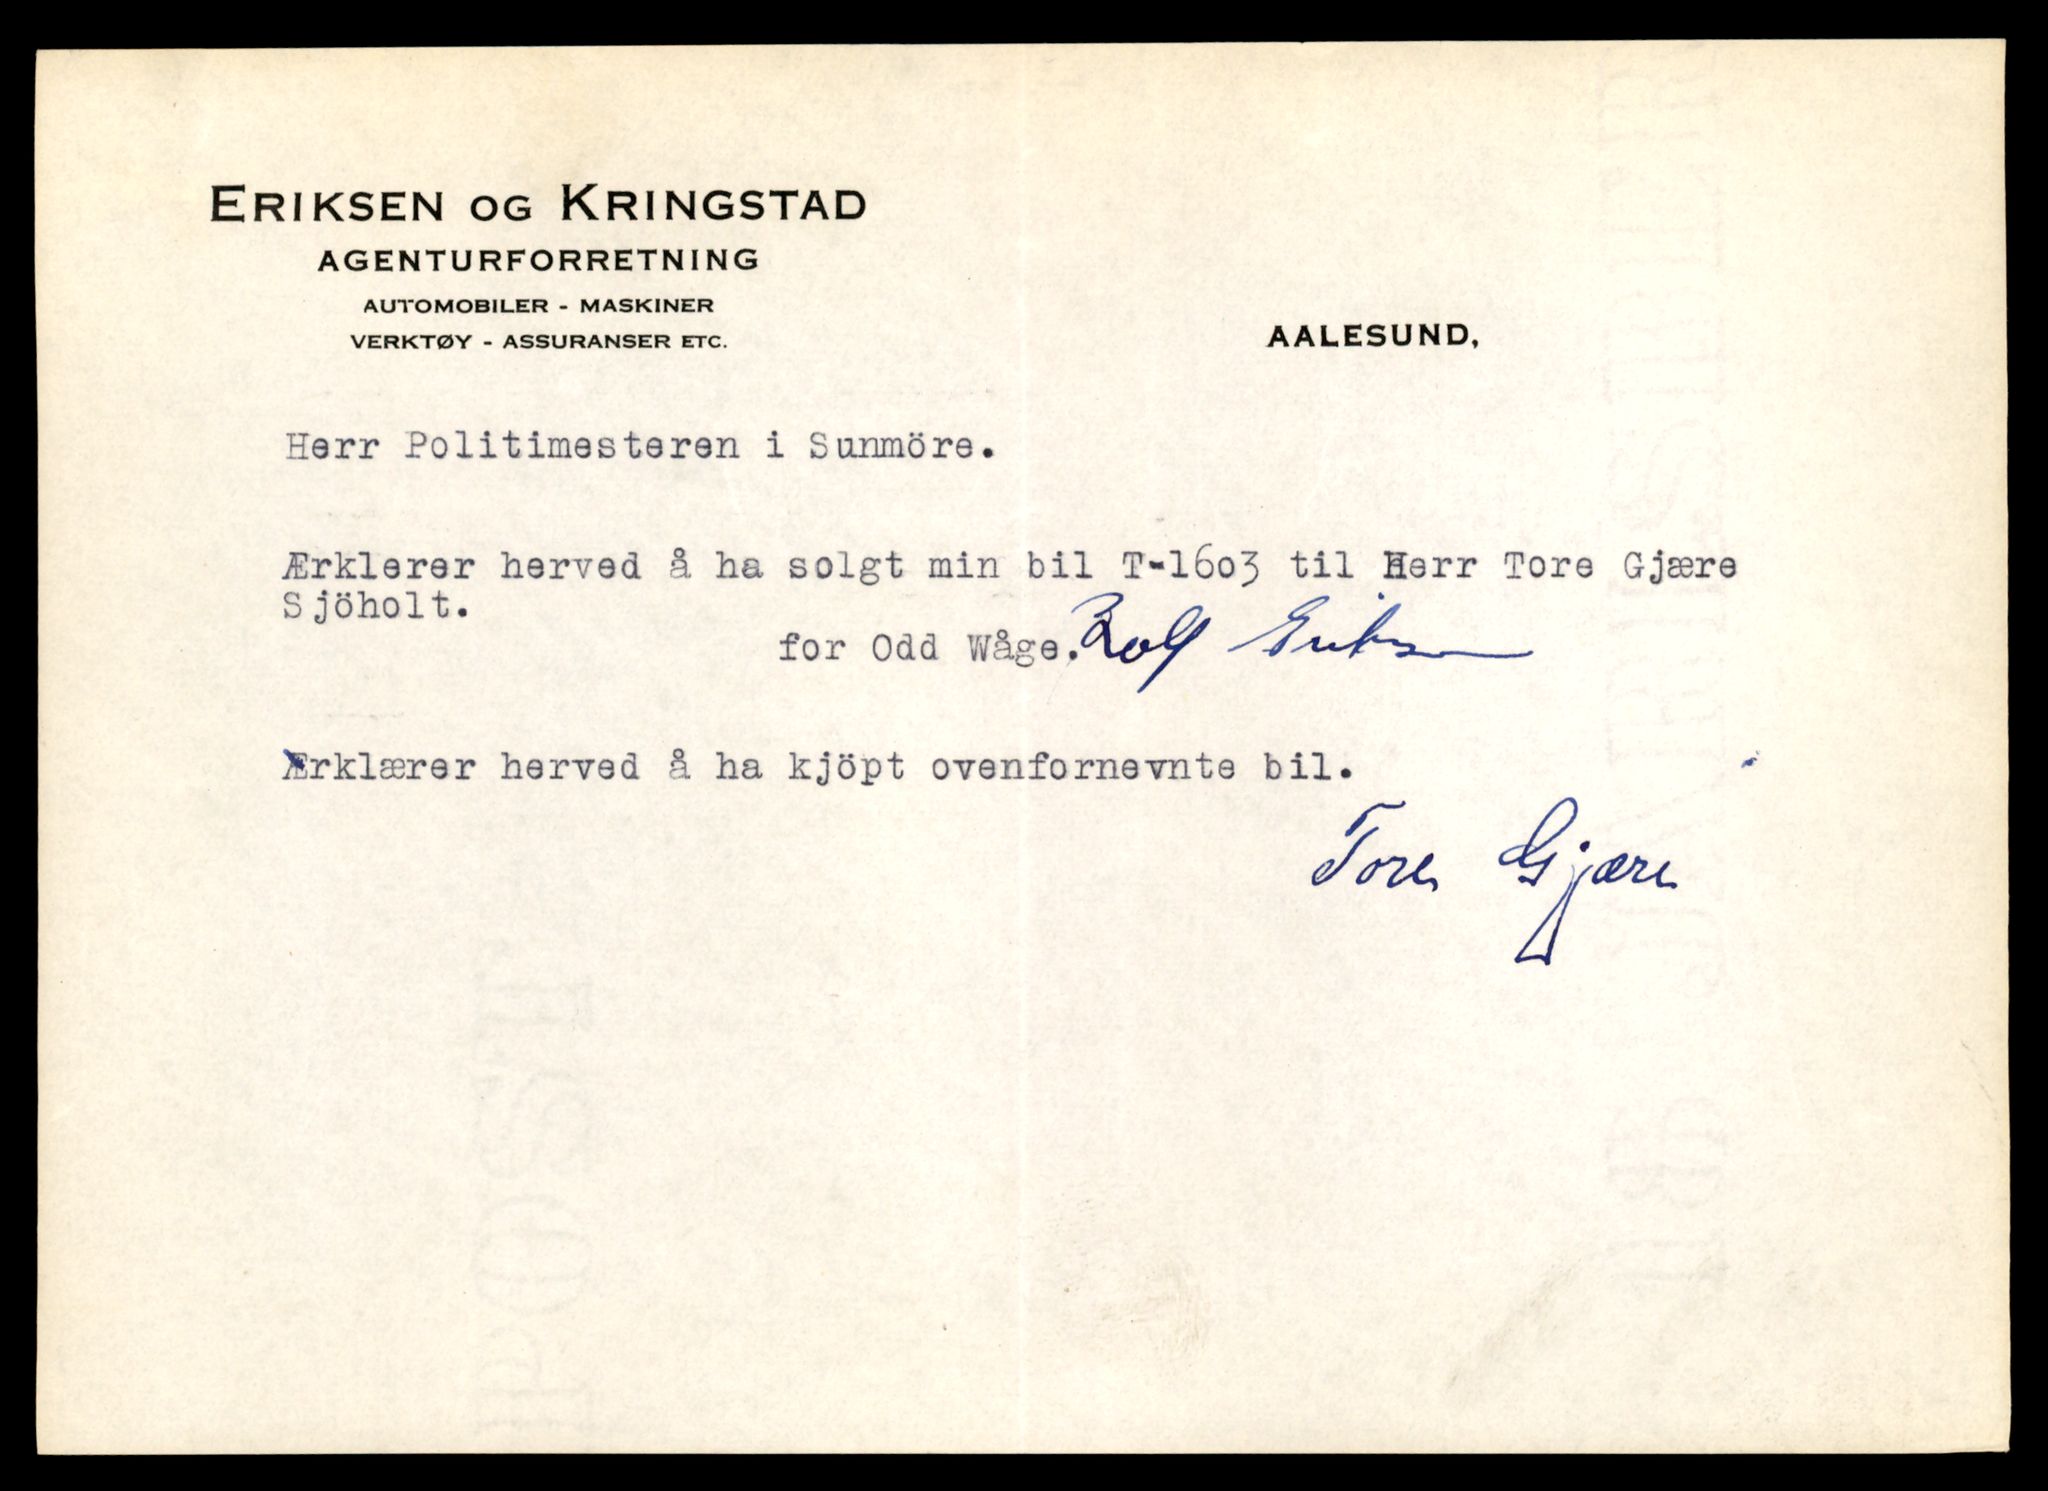 ERIKSEN OG KRINGSTAD
AGENTURFORRETNING
AUTOMOBILER - MASKINER
VERKTØY - ASSURANSER ETC.
AALESUND,
Herr Politimesteren i Sunmöre.
Ærklerer herved å ha solgt min bil T-1603 til Herr Tore Gjære
Sjöholt.
for Odd Wåge. Rolf Eriksen
Ærklærer herved å ha kjöpt ovenfornevnte bil.
Tore Gjære